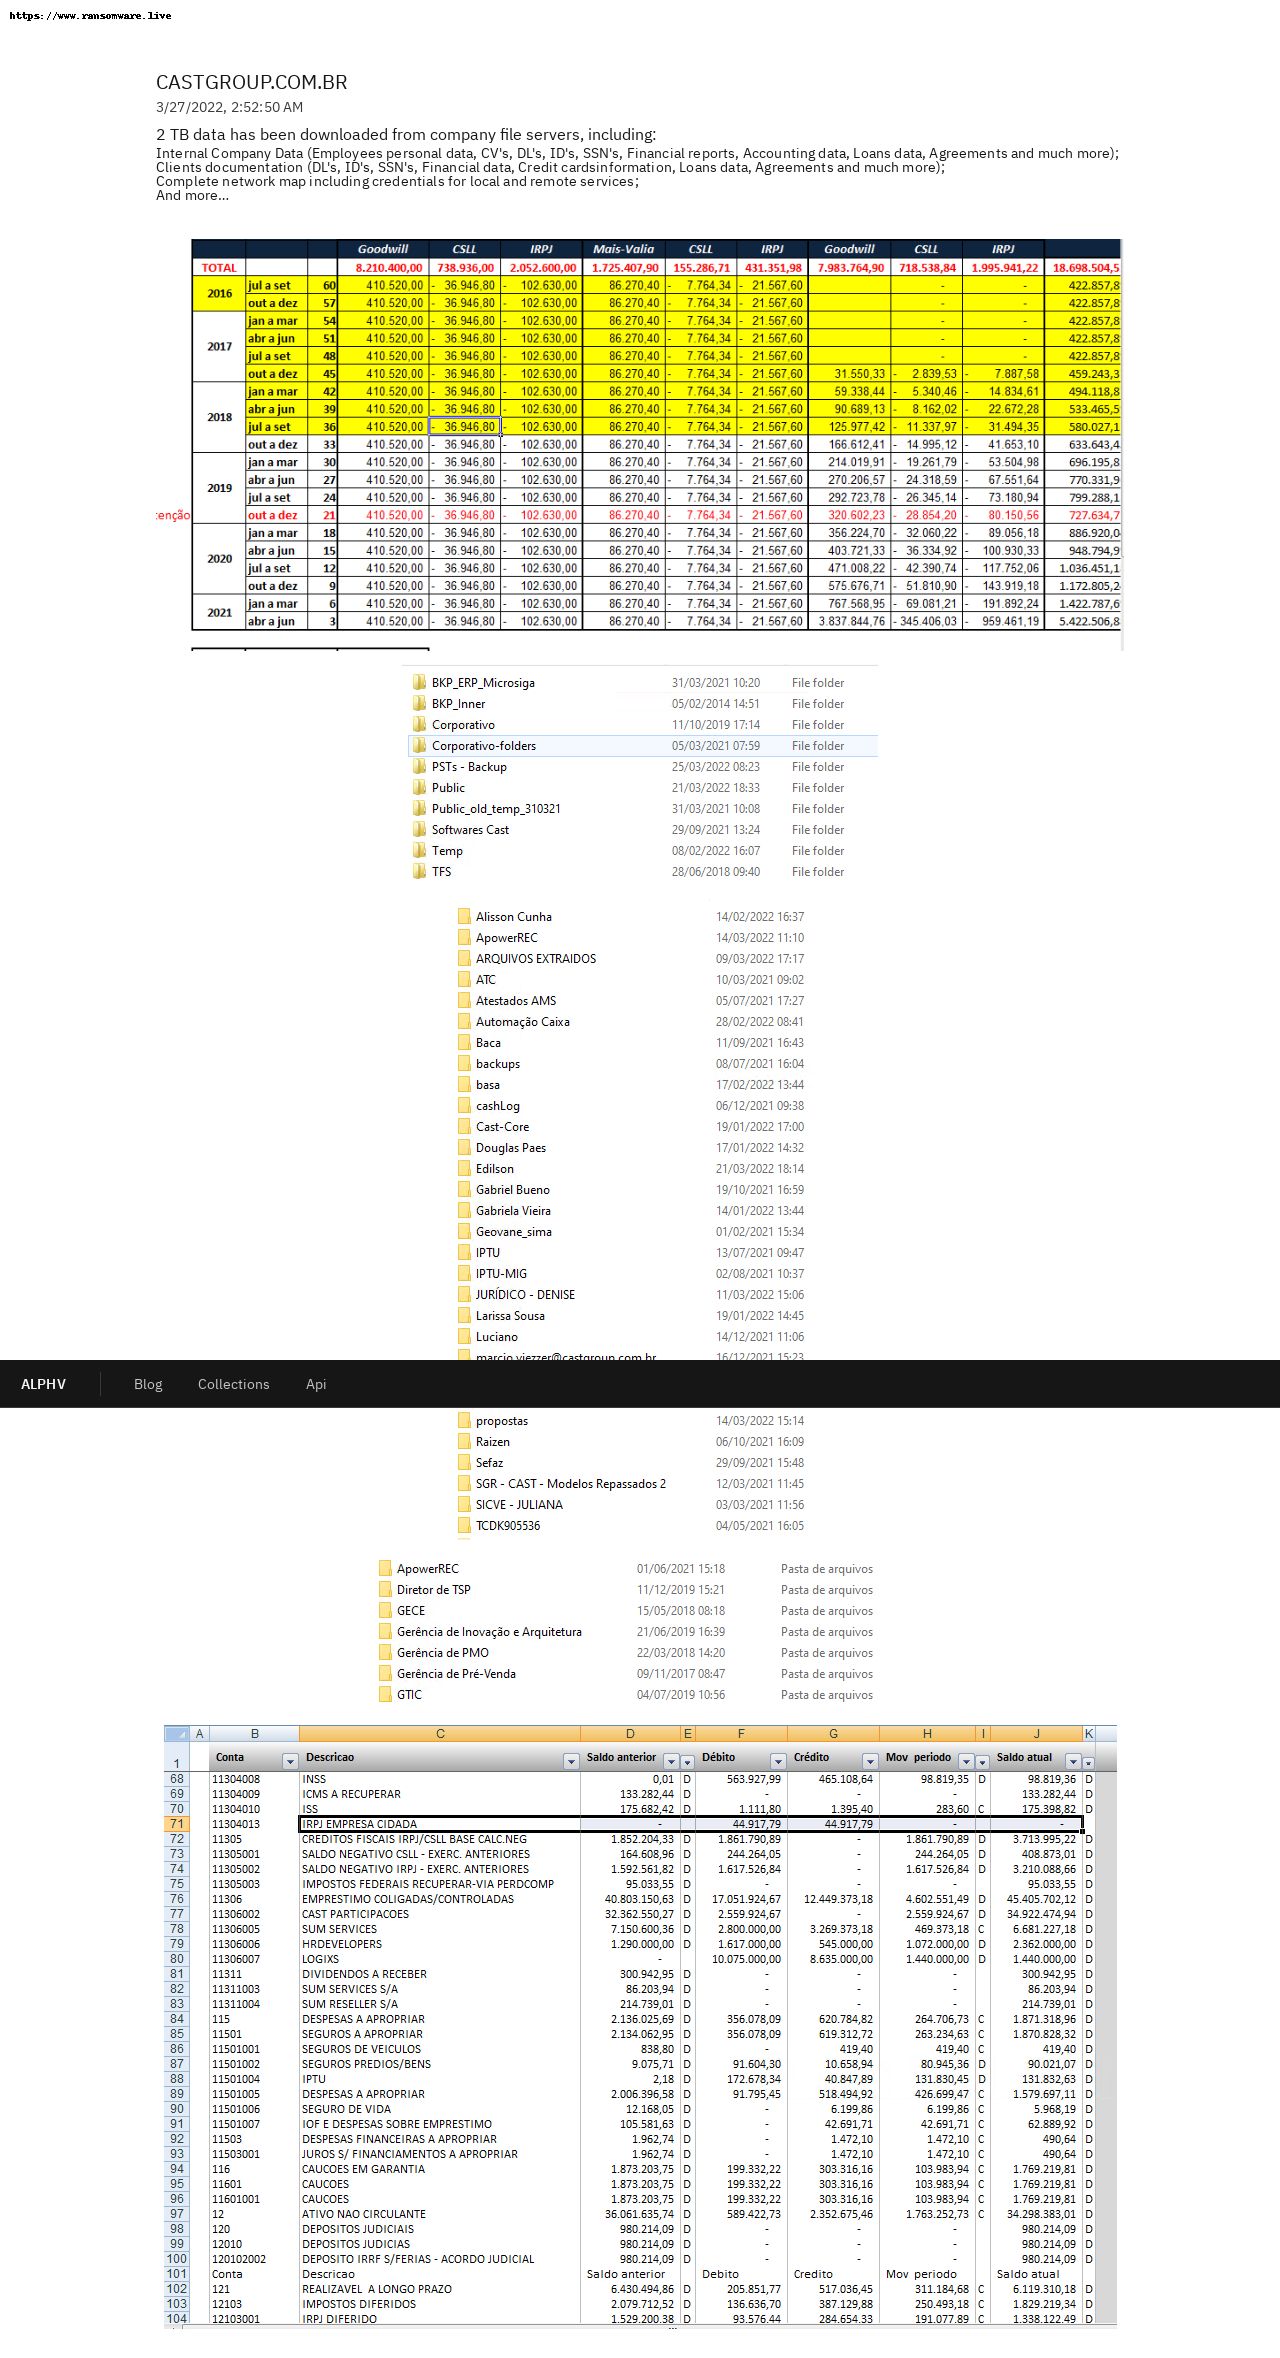 https://www.ransomware.live
CASTGROUP.COM.BR
3/27/2022, 2:52:50 AM
2 TB data has been downloaded from company file servers, including:
Internal Company Data (Employees personal data, CV's, DL's, ID's, SSN's, Financial reports, Accounting data, Loans data, Agreements and much more);
Clients documentation (DL's, ID's, SSN's, Financial data, Credit cardsinformation, Loans data, Agreements and much more);
Complete network map including credentials for local and remote services;
And more...
Goodwill CSLL IRPJ Mais-Valia CSLL IRPJ Goodwill CSLL IRPJ
TOTAL 8.210.400,00 738.936,00 2.052.600,00 1.725.407,90 155.286,71 431.351,98 7.983.764,90 718.538,84 1.995.941,22 18.698.504,5
2016 jul a set 60 410.520,00 - 36.946,80 - 102.630,00 86.270,40 - 7.764,34 - 21.567,60 - - 422.857,8
out a dez 57 410.520,00 - 36.946,80 - 102.630,00 86.270,40 - 7.764,34 - 21.567,60 - - 422.857,8
2017 jan a mar 54 410.520,00 - 36.946,80 - 102.630,00 86.270,40 - 7.764,34 - 21.567,60 - - 422.857,8
abr a jun 51 410.520,00 - 36.946,80 - 102.630,00 86.270,40 - 7.764,34 - 21.567,60 - - 422.857,8
jul a set 48 410.520,00 - 36.946,80 - 102.630,00 86.270,40 - 7.764,34 - 21.567,60 - - 422.857,8
out a dez 45 410.520,00 - 36.946,80 - 102.630,00 86.270,40 - 7.764,34 - 21.567,60 31.550,33 - 2.839,53 - 7.887,58 459.243,3
2018 jan a mar 42 410.520,00 - 36.946,80 - 102.630,00 86.270,40 - 7.764,34 - 21.567,60 59.338,44 - 5.340,46 - 14.834,61 494.118,8
abr a jun 39 410.520,00 - 36.946,80 - 102.630,00 86.270,40 - 7.764,34 - 21.567,60 90.689,13 - 8.162,02 - 22.672,28 533.465,5
jul a set 36 410.520,00 - 36.946,80 - 102.630,00 86.270,40 - 7.764,34 - 21.567,60 125.977,42 - 11.337,97 - 31.494,35 580.027,1
out a dez 33 410.520,00 - 36.946,80 - 102.630,00 86.270,40 - 7.764,34 - 21.567,60 166.612,41 - 14.995,12 - 41.653,10 633.643,4
2019 jan a mar 30 410.520,00 - 36.946,80 - 102.630,00 86.270,40 - 7.764,34 - 21.567,60 214.019,91 - 19.261,79 - 53.504,98 696.195,8
abr a jun 27 410.520,00 - 36.946,80 - 102.630,00 86.270,40 - 7.764,34 - 21.567,60 270.206,57 - 24.318,59 - 67.551,64 770.331,9
jul a set 24 410.520,00 - 36.946,80 - 102.630,00 86.270,40 - 7.764,34 - 21.567,60 292.723,78 - 26.345,14 - 73.180,94 799.288,1
tenção out a dez 21 410.520,00 - 36.946,80 - 102.630,00 86.270,40 - 7.764,34 - 21.567,60 320.602,23 - 28.854,20 - 80.150,56 727.634,7
2020 jan a mar 18 410.520,00 - 36.946,80 - 102.630,00 86.270,40 - 7.764,34 - 21.567,60 356.224,70 - 32.060,22 - 89.056,18 886.920,0
abr a jun 15 410.520,00 - 36.946,80 - 102.630,00 86.270,40 - 7.764,34 - 21.567,60 403.721,33 - 36.334,92 - 100.930,33 948.794,9
jul a set 12 410.520,00 - 36.946,80 - 102.630,00 86.270,40 - 7.764,34 - 21.567,60 471.008,22 - 42.390,74 - 117.752,06 1.036.451,1
out a dez 9 410.520,00 - 36.946,80 - 102.630,00 86.270,40 - 7.764,34 - 21.567,60 575.676,71 - 51.810,90 - 143.919,18 1.172.805,2
2021 jan a mar 6 410.520,00 - 36.946,80 - 102.630,00 86.270,40 - 7.764,34 - 21.567,60 767.568,95 - 69.081,21 - 191.892,24 1.422.787,6
abr a jun 3 410.520,00 - 36.946,80 - 102.630,00 86.270,40 - 7.764,34 - 21.567,60 3.837.844,76 - 345.406,03 - 959.461,19 5.422.506,8
BKP_ERP_Microsiga 31/03/2021 10:20 File folder
BKP_Inner 05/02/2014 14:51 File folder
Corporativo 11/10/2019 17:14 File folder
Corporativo-folders 05/03/2021 07:59 File folder
PSTs - Backup 25/03/2022 08:23 File folder
Public 21/03/2022 18:33 File folder
Public_old_temp_310321 31/03/2021 10:08 File folder
Softwares Cast 29/09/2021 13:24 File folder
Temp 08/02/2022 16:07 File folder
TFS 28/06/2018 09:40 File folder
Alisson Cunha 14/02/2022 16:37
ApowerREC 14/03/2022 11:10
ARQUIVOS EXTRAIDOS 09/03/2022 17:17
ATC 10/03/2021 09:02
Atestados AMS 05/07/2021 17:27
Automação Caixa 28/02/2022 08:41
Baca 11/09/2021 16:43
backups 08/07/2021 16:04
basa 17/02/2022 13:44
cashLog 06/12/2021 09:38
Cast-Core 19/01/2022 17:00
Douglas Paes 17/01/2022 14:32
Edilson 21/03/2022 18:14
Gabriel Bueno 19/10/2021 16:59
Gabriela Vieira 14/01/2022 13:44
Geovane_sima 01/02/2021 15:34
IPTU 13/07/2021 09:47
IPTU-MIG 02/08/2021 10:37
JURÍDICO - DENISE 11/03/2022 15:06
Larissa Sousa 19/01/2022 14:45
Luciano 14/12/2021 11:06
marcio.viezzer@castgroup.com.br 16/12/2021 15:23
ALPHV Blog Collections Api
propostas 14/03/2022 15:14
Raizen 06/10/2021 16:09
Sefaz 29/09/2021 15:48
SGR - CAST - Modelos Repassados 2 12/03/2021 11:45
SICVE - JULIANA 03/03/2021 11:56
TCDK905536 04/05/2021 16:05
ApowerREC 01/06/2021 15:18 Pasta de arquivos
Diretor de TSP 11/12/2019 15:21 Pasta de arquivos
GECE 15/05/2018 08:18 Pasta de arquivos
Gerência de Inovação e Arquitetura 21/06/2019 16:39 Pasta de arquivos
Gerência de PMO 22/03/2018 14:20 Pasta de arquivos
Gerência de Pré-Venda 09/11/2017 08:47 Pasta de arquivos
GTIC 04/07/2019 10:56 Pasta de arquivos
A B C D E F G H I J K
1 Conta Descricao Saldo anterior Débito Crédito Mov periodo Saldo atual
68 11304008 INSS 0,01 D 563.927,99 465.108,64 98.819,35 D 98.819,36 D
69 11304009 ICMS A RECUPERAR 133.282,44 D - - - 133.282,44 D
70 11304010 ISS 175.682,42 D 1.111,80 1.395,40 283,60 C 175.398,82 D
71 11304013 IRPJ EMPRESA CIDADA - 44.917,79 44.917,79 - -
72 11305 CREDITOS FISCAIS IRPJ/CSLL BASE CALC.NEG 1.852.204,33 D 1.861.790,89 - 1.861.790,89 D 3.713.995,22 D
73 11305001 SALDO NEGATIVO CSLL - EXERC. ANTERIORES 164.608,96 D 244.264,05 - 244.264,05 D 408.873,01 D
74 11305002 SALDO NEGATIVO IRPJ - EXERC. ANTERIORES 1.592.561,82 D 1.617.526,84 - 1.617.526,84 D 3.210.088,66 D
75 11305003 IMPOSTOS FEDERAIS RECUPERAR-VIA PERDCOMP 95.033,55 D - - - 95.033,55 D
76 11306 EMPRESTIMO COLIGADAS/CONTROLADAS 40.803.150,63 D 17.051.924,67 12.449.373,18 4.602.551,49 D 45.405.702,12 D
77 11306002 CAST PARTICIPACOES 32.362.550,27 D 2.559.924,67 - 2.559.924,67 D 34.922.474,94 D
78 11306005 SUM SERVICES 7.150.600,36 D 2.800.000,00 3.269.373,18 469.373,18 C 6.681.227,18 D
79 11306006 HRDEVELOPERS 1.290.000,00 D 1.617.000,00 545.000,00 1.072.000,00 D 2.362.000,00 D
80 11306007 LOGIXS - 10.075.000,00 8.635.000,00 1.440.000,00 D 1.440.000,00 D
81 11311 DIVIDENDOS A RECEBER 300.942,95 D - - - 300.942,95 D
82 11311003 SUM SERVICES S/A 86.203,94 D - - - 86.203,94 D
83 11311004 SUM RESELLER S/A 214.739,01 D - - - 214.739,01 D
84 115 DESPESAS A APROPRIAR 2.136.025,69 D 356.078,09 620.784,82 264.706,73 C 1.871.318,96 D
85 11501 SEGUROS A APROPRIAR 2.134.062,95 D 356.078,09 619.312,72 263.234,63 C 1.870.828,32 D
86 11501001 SEGUROS DE VEICULOS 838,80 D - 419,40 419,40 C 419,40 D
87 11501002 SEGUROS PREDIOS/BENS 9.075,71 D 91.604,30 10.658,94 80.945,36 D 90.021,07 D
88 11501004 IPTU 2,18 D 172.678,34 40.847,89 131.830,45 D 131.832,63 D
89 11501005 DESPESAS A APROPRIAR 2.006.396,58 D 91.795,45 518.494,92 426.699,47 C 1.579.697,11 D
90 11501006 SEGURO DE VIDA 12.168,05 D - 6.199,86 6.199,86 C 5.968,19 D
91 11501007 IOF E DESPESAS SOBRE EMPRESTIMO 105.581,63 D - 42.691,71 42.691,71 C 62.889,92 D
92 11503 DESPESAS FINANCEIRAS A APROPRIAR 1.962,74 D - 1.472,10 1.472,10 C 490,64 D
93 11503001 JUROS S/ FINANCIAMENTOS A APROPRIAR 1.962,74 D - 1.472,10 1.472,10 C 490,64 D
94 116 CAUCOES EM GARANTIA 1.873.203,75 D 199.332,22 303.316,16 103.983,94 C 1.769.219,81 D
95 11601 CAUCOES 1.873.203,75 D 199.332,22 303.316,16 103.983,94 C 1.769.219,81 D
96 11601001 CAUCOES 1.873.203,75 D 199.332,22 303.316,16 103.983,94 C 1.769.219,81 D
97 12 ATIVO NAO CIRCULANTE 36.061.635,74 D 589.422,73 2.352.675,46 1.763.252,73 C 34.298.383,01 D
98 120 DEPOSITOS JUDICIAIS 980.214,09 D - - - 980.214,09 D
99 12010 DEPOSITOS JUDICIAS 980.214,09 D - - - 980.214,09 D
100 120102002 DEPOSITO IRRF S/FERIAS - ACORDO JUDICIAL 980.214,09 D - - - 980.214,09 D
101 Conta Descricao Saldo anterior Debito Credito Mov periodo Saldo atual
102 121 REALIZAVEL A LONGO PRAZO 6.430.494,86 D 205.851,77 517.036,45 311.184,68 C 6.119.310,18 D
103 12103 IMPOSTOS DIFERIDOS 2.079.712,52 D 136.636,70 387.129,88 250.493,18 C 1.829.219,34 D
104 12103001 IRPJ DIFERIDO 1.529.200,38 D 93.576,44 284.654,33 191.077,89 C 1.338.122,49 D